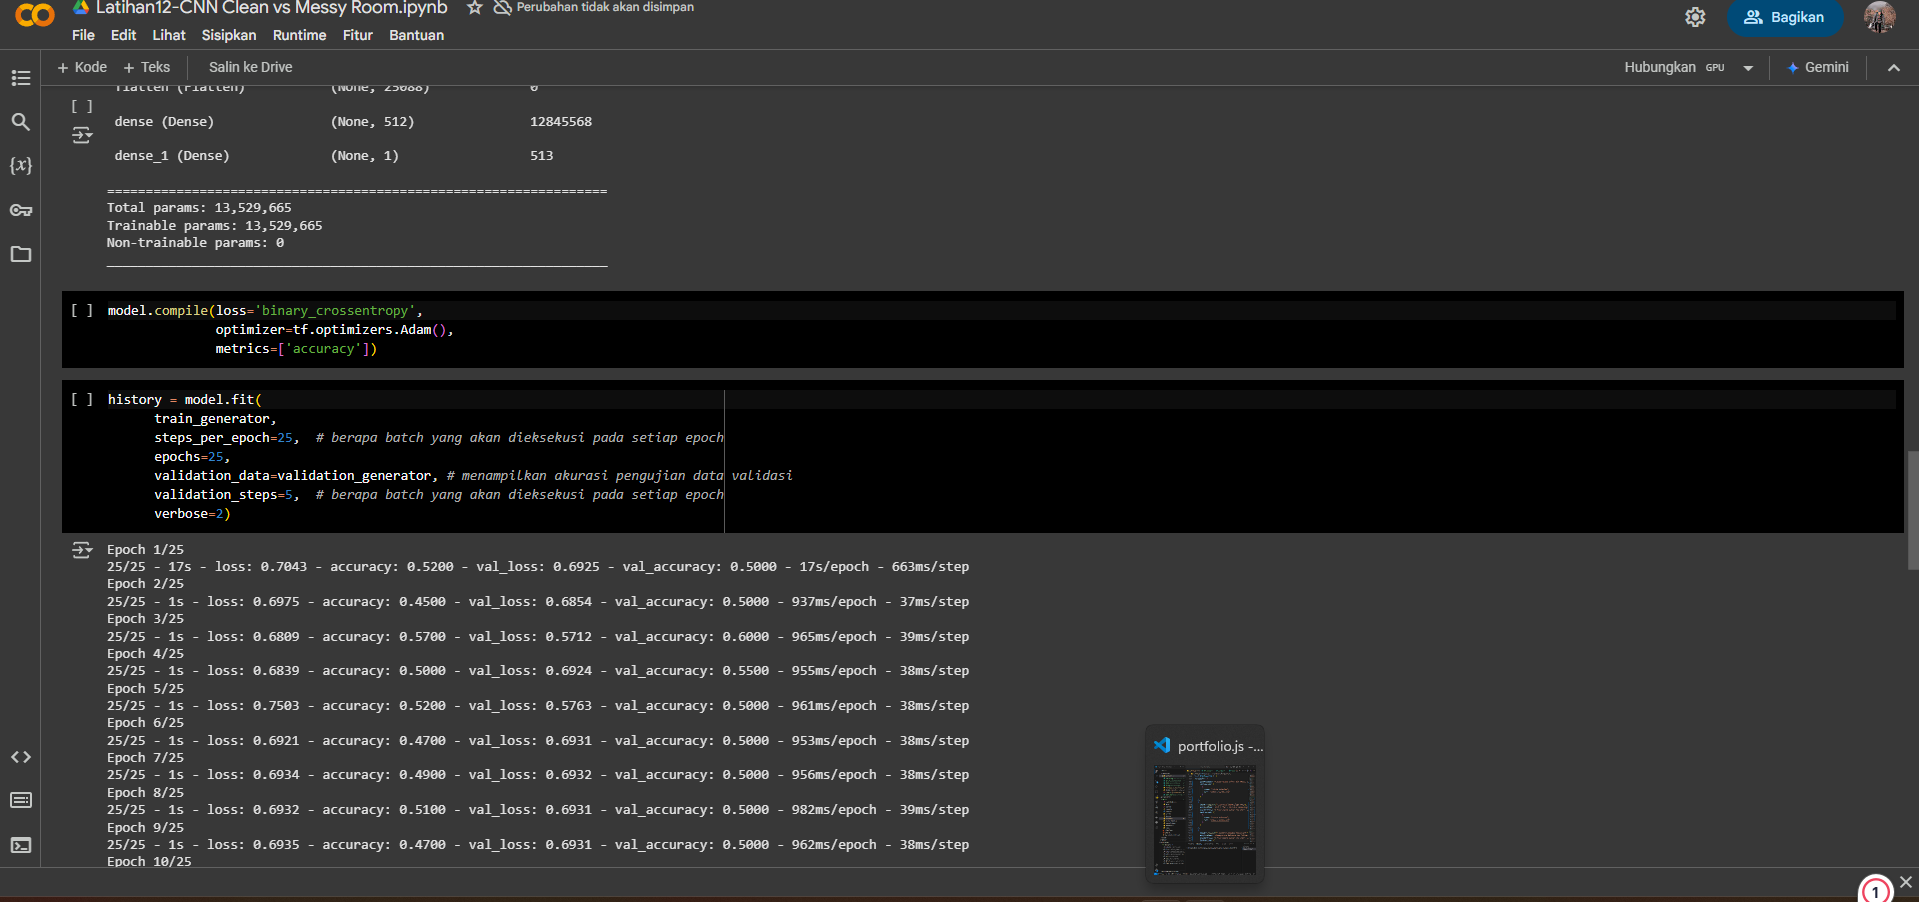 Latihan12-CNN Clean vs Messy Room.ipynb
Perubahan tidak akan disimpan
Bagikan
File Edit Lihat Sisipkan Runtime Fitur Bantuan
+ Kode + Teks Salin ke Drive
Hubungkan GPU
Gemini
flatten (Flatten) (None, 25088) 0
[ ]
dense (Dense) (None, 512) 12845568
dense_1 (Dense) (None, 1) 513
=================================================================
Total params: 13,529,665
Trainable params: 13,529,665
Non-trainable params: 0
_________________________________________________________________
[ ] model.compile(loss='binary_crossentropy',
optimizer=tf.optimizers.Adam(),
metrics=['accuracy'])
[ ] history = model.fit(
train_generator,
steps_per_epoch=25, # berapa batch yang akan dieksekusi pada setiap epoch
epochs=25,
validation_data=validation_generator, # menampilkan akurasi pengujian data validasi
validation_steps=5, # berapa batch yang akan dieksekusi pada setiap epoch
verbose=2)
Epoch 1/25
25/25 - 17s - loss: 0.7043 - accuracy: 0.5200 - val_loss: 0.6925 - val_accuracy: 0.5000 - 17s/epoch - 663ms/step
Epoch 2/25
25/25 - 1s - loss: 0.6975 - accuracy: 0.4500 - val_loss: 0.6854 - val_accuracy: 0.5000 - 937ms/epoch - 37ms/step
Epoch 3/25
25/25 - 1s - loss: 0.6809 - accuracy: 0.5700 - val_loss: 0.5712 - val_accuracy: 0.6000 - 965ms/epoch - 39ms/step
Epoch 4/25
25/25 - 1s - loss: 0.6839 - accuracy: 0.5000 - val_loss: 0.6924 - val_accuracy: 0.5500 - 955ms/epoch - 38ms/step
Epoch 5/25
25/25 - 1s - loss: 0.7503 - accuracy: 0.5200 - val_loss: 0.5763 - val_accuracy: 0.5000 - 961ms/epoch - 38ms/step
Epoch 6/25
25/25 - 1s - loss: 0.6921 - accuracy: 0.4700 - val_loss: 0.6931 - val_accuracy: 0.5000 - 953ms/epoch - 38ms/step
Epoch 7/25
25/25 - 1s - loss: 0.6934 - accuracy: 0.4900 - val_loss: 0.6932 - val_accuracy: 0.5000 - 956ms/epoch - 38ms/step
Epoch 8/25
25/25 - 1s - loss: 0.6932 - accuracy: 0.5100 - val_loss: 0.6931 - val_accuracy: 0.5000 - 982ms/epoch - 39ms/step
Epoch 9/25
25/25 - 1s - loss: 0.6935 - accuracy: 0.4700 - val_loss: 0.6931 - val_accuracy: 0.5000 - 962ms/epoch - 38ms/step
Epoch 10/25
portfolio.js -...
1